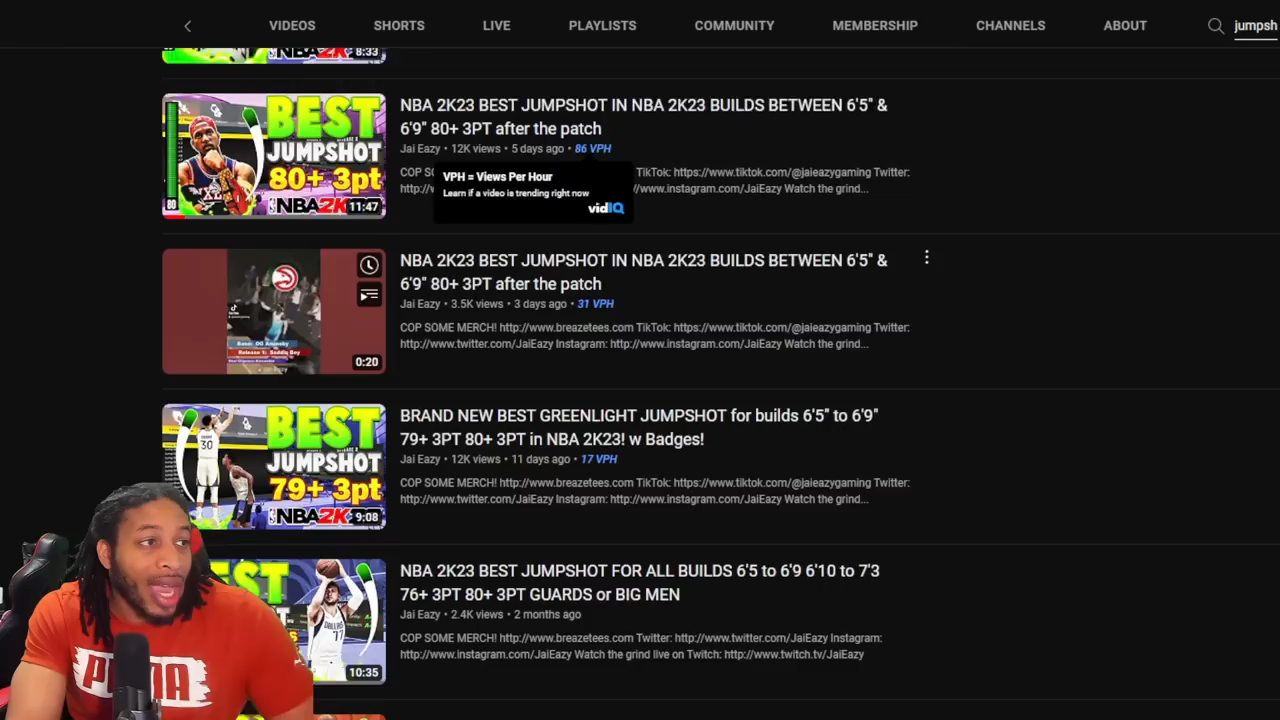 VIDEOS SHORTS LIVE PLAYLISTS COMMUNITY MEMBERSHIP CHANNELS ABOUT jumpsh
NBA2K 8:33
BEST
JUMPSHOT
80+ 3pt
80 NBA2K 11:47
NBA 2K23 BEST JUMPSHOT IN NBA 2K23 BUILDS BETWEEN 6'5" &
6'9" 80+ 3PT after the patch
Jai Eazy • 12K views • 5 days ago • 86 VPH
TikTok: https://www.tiktok.com/@jaieazygaming Twitter:
//www.instagram.com/JaiEazy Watch the grind...
VPH = Views Per Hour
Learn if a video is trending right now
vidIQ
Release 1: Saddiq Bey
0:20
NBA 2K23 BEST JUMPSHOT IN NBA 2K23 BUILDS BETWEEN 6'5" &
6'9" 80+ 3PT after the patch
Jai Eazy • 3.5K views • 3 days ago • 31 VPH
COP SOME MERCH! http://www.breazetees.com TikTok: https://www.tiktok.com/@jaieazygaming Twitter:
http://www.twitter.com/JaiEazy Instagram: http://www.instagram.com/JaiEazy Watch the grind...
BEST
JUMPSHOT
79+ 3pt
30
NBA2K 9:08
BRAND NEW BEST GREENLIGHT JUMPSHOT for builds 6'5" to 6'9"
79+ 3PT 80+ 3PT in NBA 2K23! w Badges!
Jai Eazy • 12K views • 11 days ago • 17 VPH
COP SOME MERCH! http://www.breazetees.com TikTok: https://www.tiktok.com/@jaieazygaming Twitter:
http://www.twitter.com/JaiEazy Instagram: http://www.instagram.com/JaiEazy Watch the grind...
DALLAS
77
10:35
NBA 2K23 BEST JUMPSHOT FOR ALL BUILDS 6'5 to 6'9 6'10 to 7'3
76+ 3PT 80+ 3PT GUARDS or BIG MEN
Jai Eazy • 2.4K views • 2 months ago
COP SOME MERCH! http://www.breazetees.com Twitter: http://www.twitter.com/JaiEazy Instagram:
http://www.instagram.com/JaiEazy Watch the grind live on Twitch: http://www.twitch.tv/JaiEazy